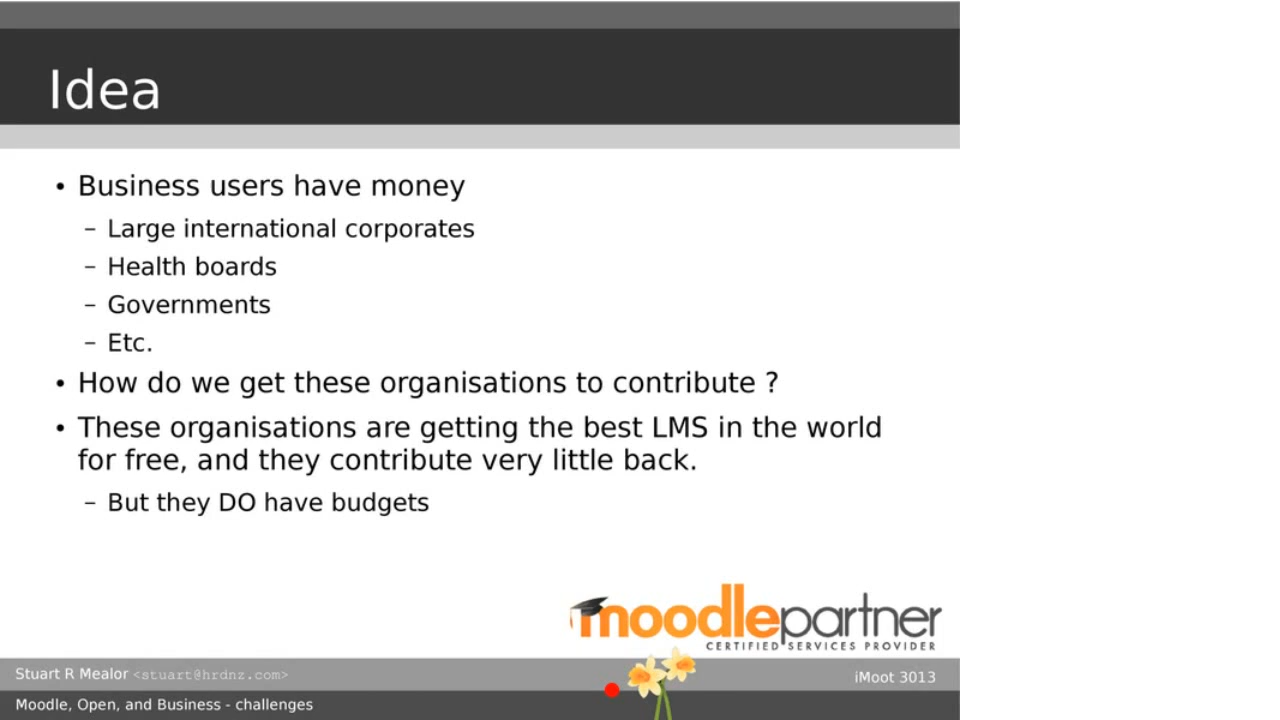 Idea
• Business users have money
– Large international corporates
– Health boards
– Governments
– Etc.
• How do we get these organisations to contribute ?
• These organisations are getting the best LMS in the world
for free, and they contribute very little back.
– But they DO have budgets
moodlepartner
CERTIFIED SERVICES PROVIDER
Stuart R Mealor <stuart@hrdnz.com>
iMoot 3013
Moodle, Open, and Business - challenges